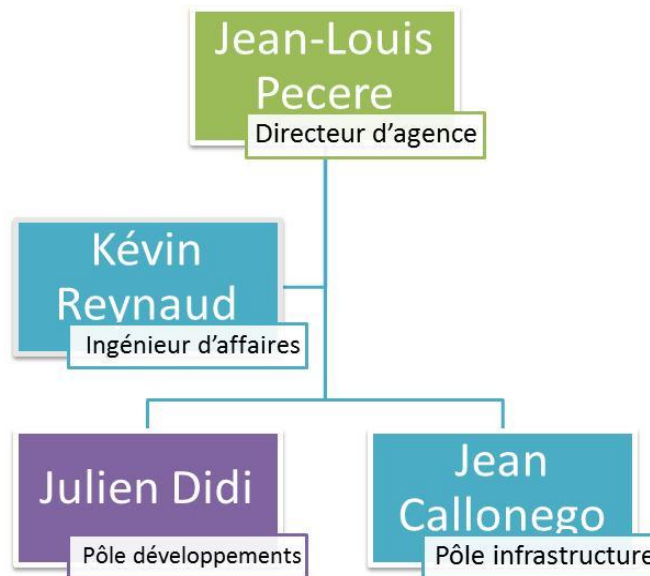 Jean-Louis
Pecere
Directeur d’agence
Kévin
Reynaud
Ingénieur d’affaires
Julien Didi
Pôle développements
Jean
Callonego
Pôle infrastructure